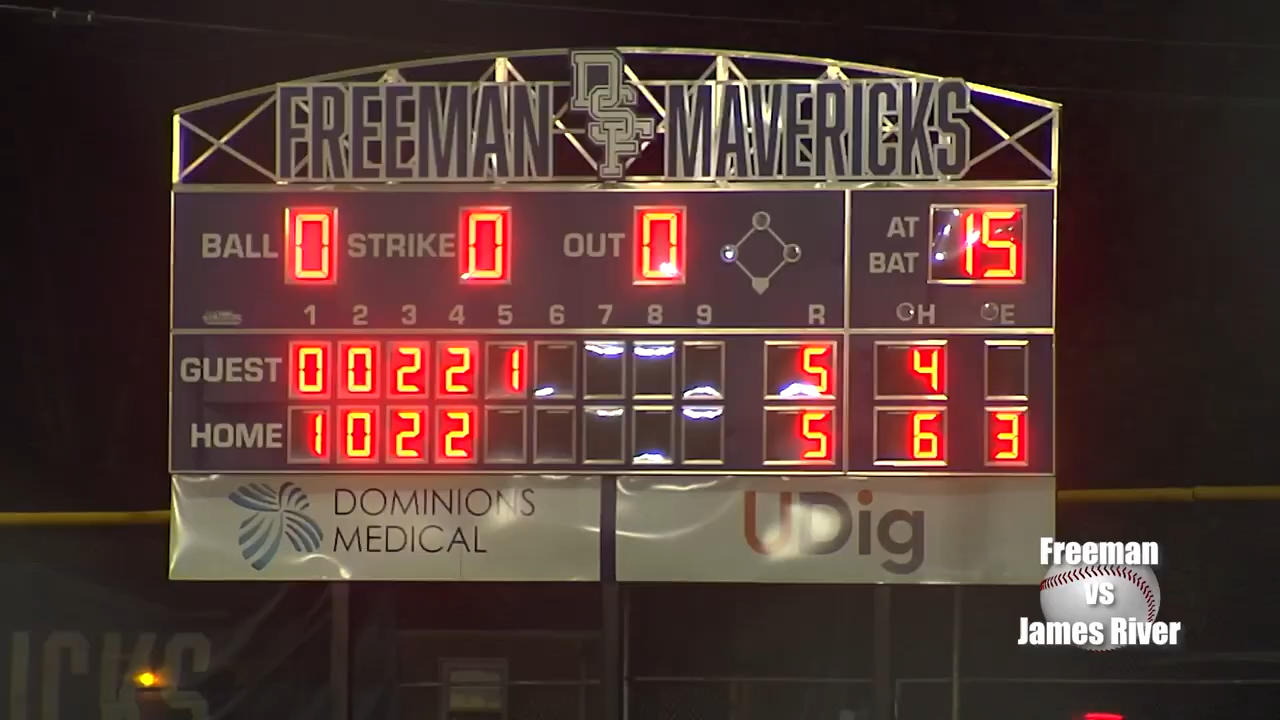 FREEMAN DSF MAVERICKS
BALL 0 STRIKE 0 OUT 0 AT BAT 15
1 2 3 4 5 6 7 8 9 R H E
GUEST 0 0 2 2 1 5 4
HOME 1 0 2 2 5 6 3
DOMINIONS
MEDICAL
UDig
Freeman
vs
James River
ICKS